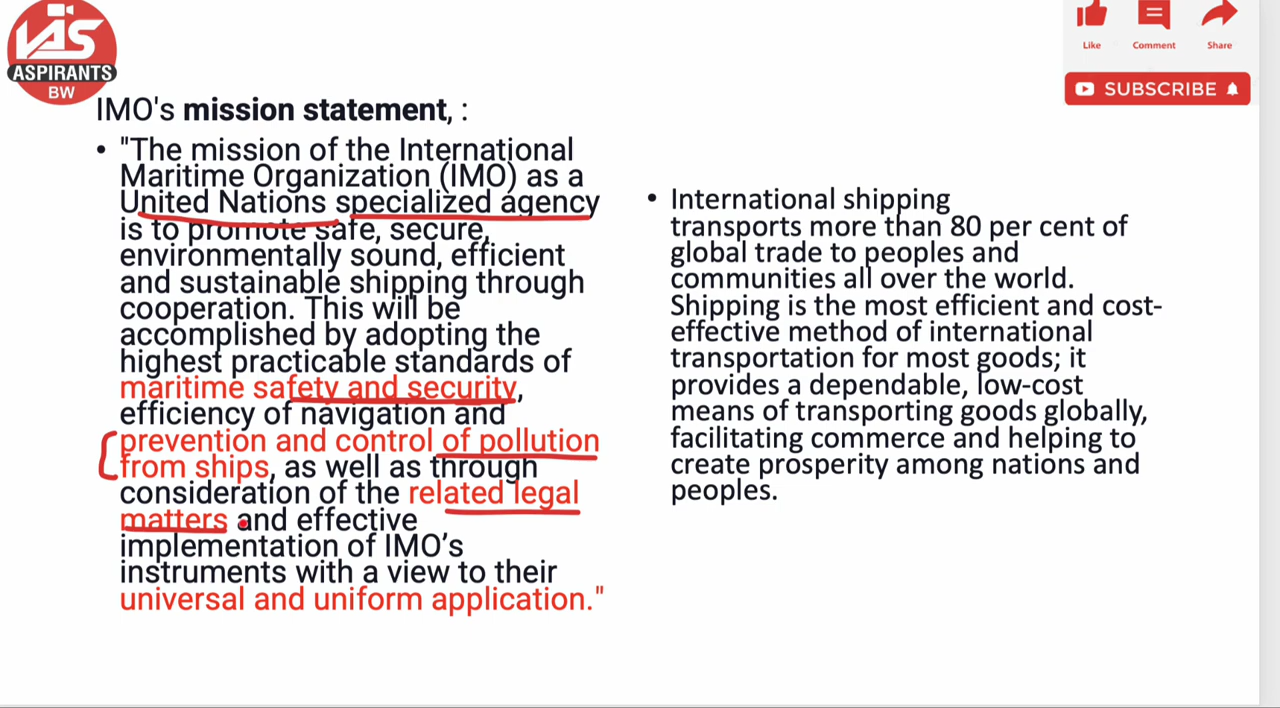 IAS
ASPIRANTS
BW
Like Comment Share
SUBSCRIBE
IMO's mission statement, :
• "The mission of the International
Maritime Organization (IMO) as a
United Nations specialized agency
is to promote safe, secure,
environmentally sound, efficient
and sustainable shipping through
cooperation. This will be
accomplished by adopting the
highest practicable standards of
maritime safety and security,
efficiency of navigation and
prevention and control of pollution
from ships, as well as through
consideration of the related legal
matters and effective
implementation of IMO’s
instruments with a view to their
universal and uniform application."
• International shipping
transports more than 80 per cent of
global trade to peoples and
communities all over the world.
Shipping is the most efficient and cost-
effective method of international
transportation for most goods; it
provides a dependable, low-cost
means of transporting goods globally,
facilitating commerce and helping to
create prosperity among nations and
peoples.